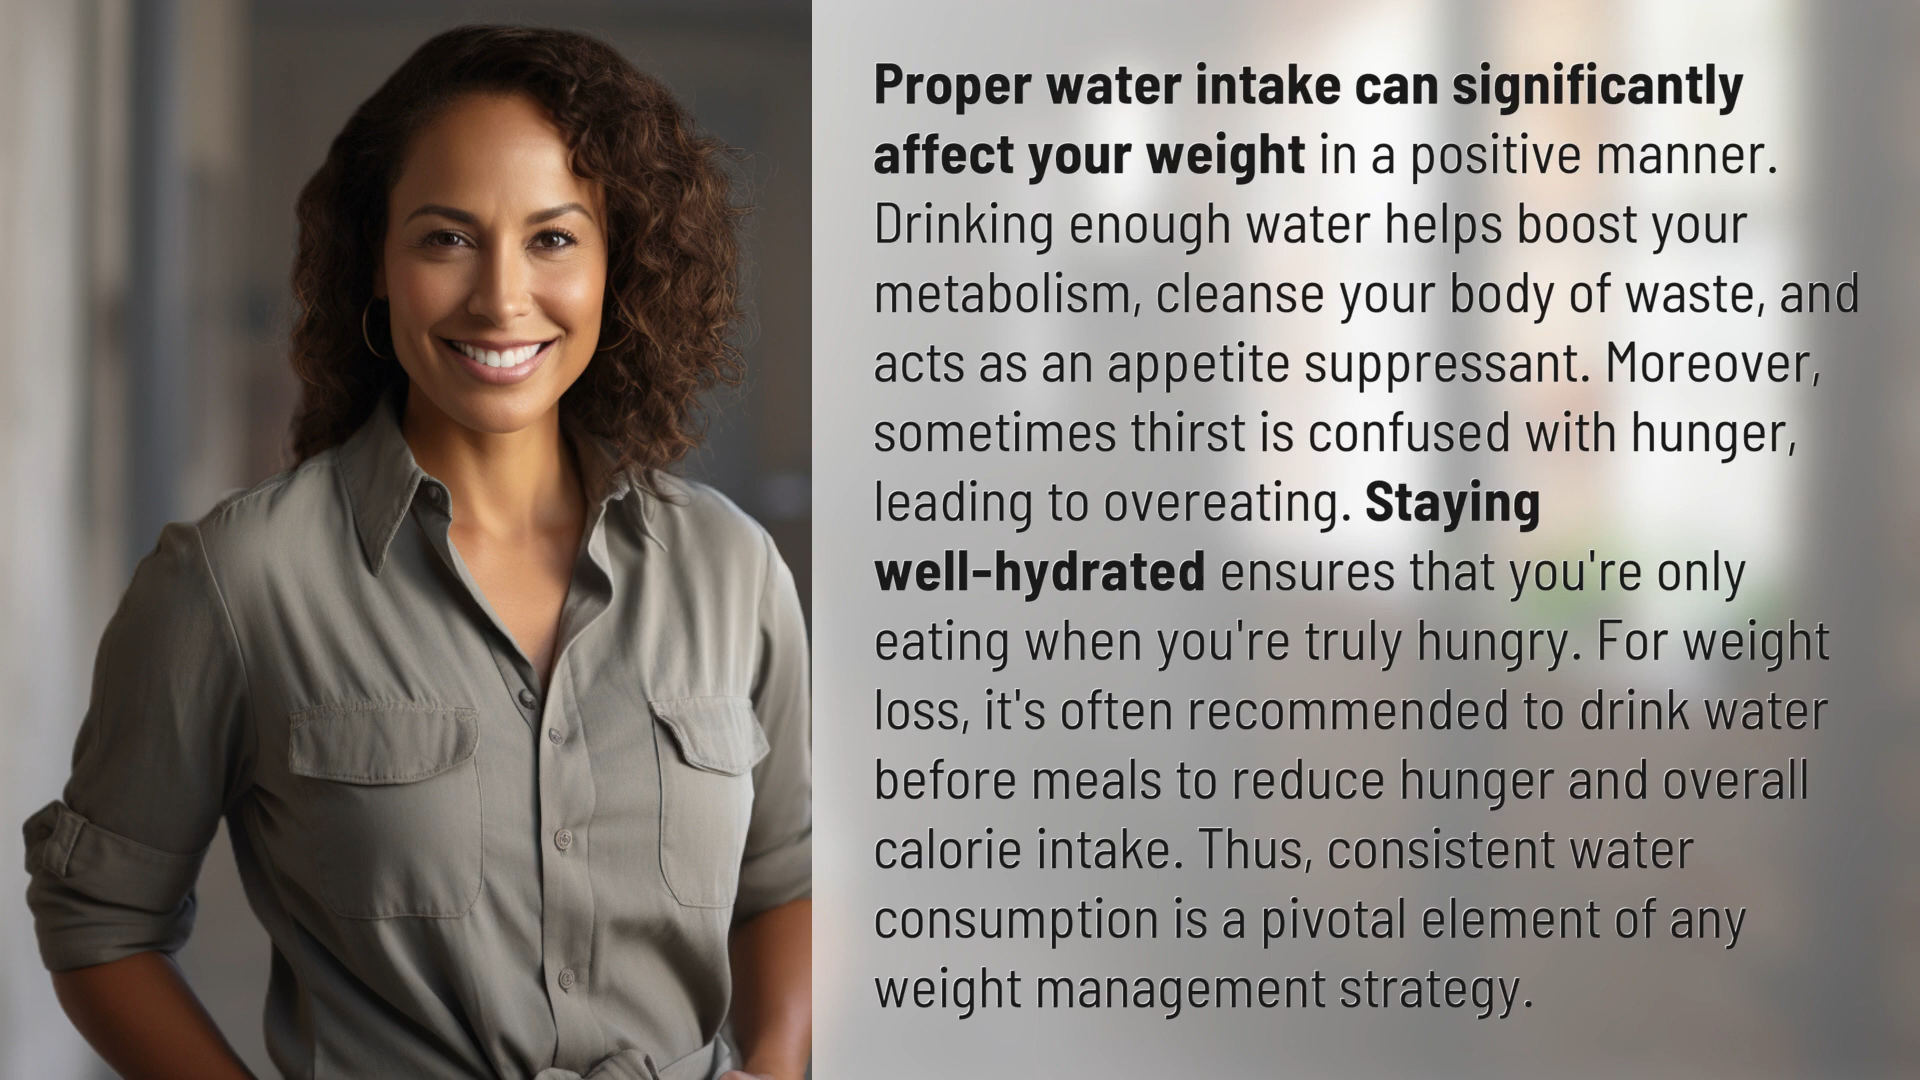 Proper water intake can significantly
affect your weight in a positive manner.
Drinking enough water helps boost your
metabolism, cleanse your body of waste, and
acts as an appetite suppressant. Moreover,
sometimes thirst is confused with hunger,
leading to overeating. Staying
well-hydrated ensures that you're only
eating when you're truly hungry. For weight
loss, it's often recommended to drink water
before meals to reduce hunger and overall
calorie intake. Thus, consistent water
consumption is a pivotal element of any
weight management strategy.